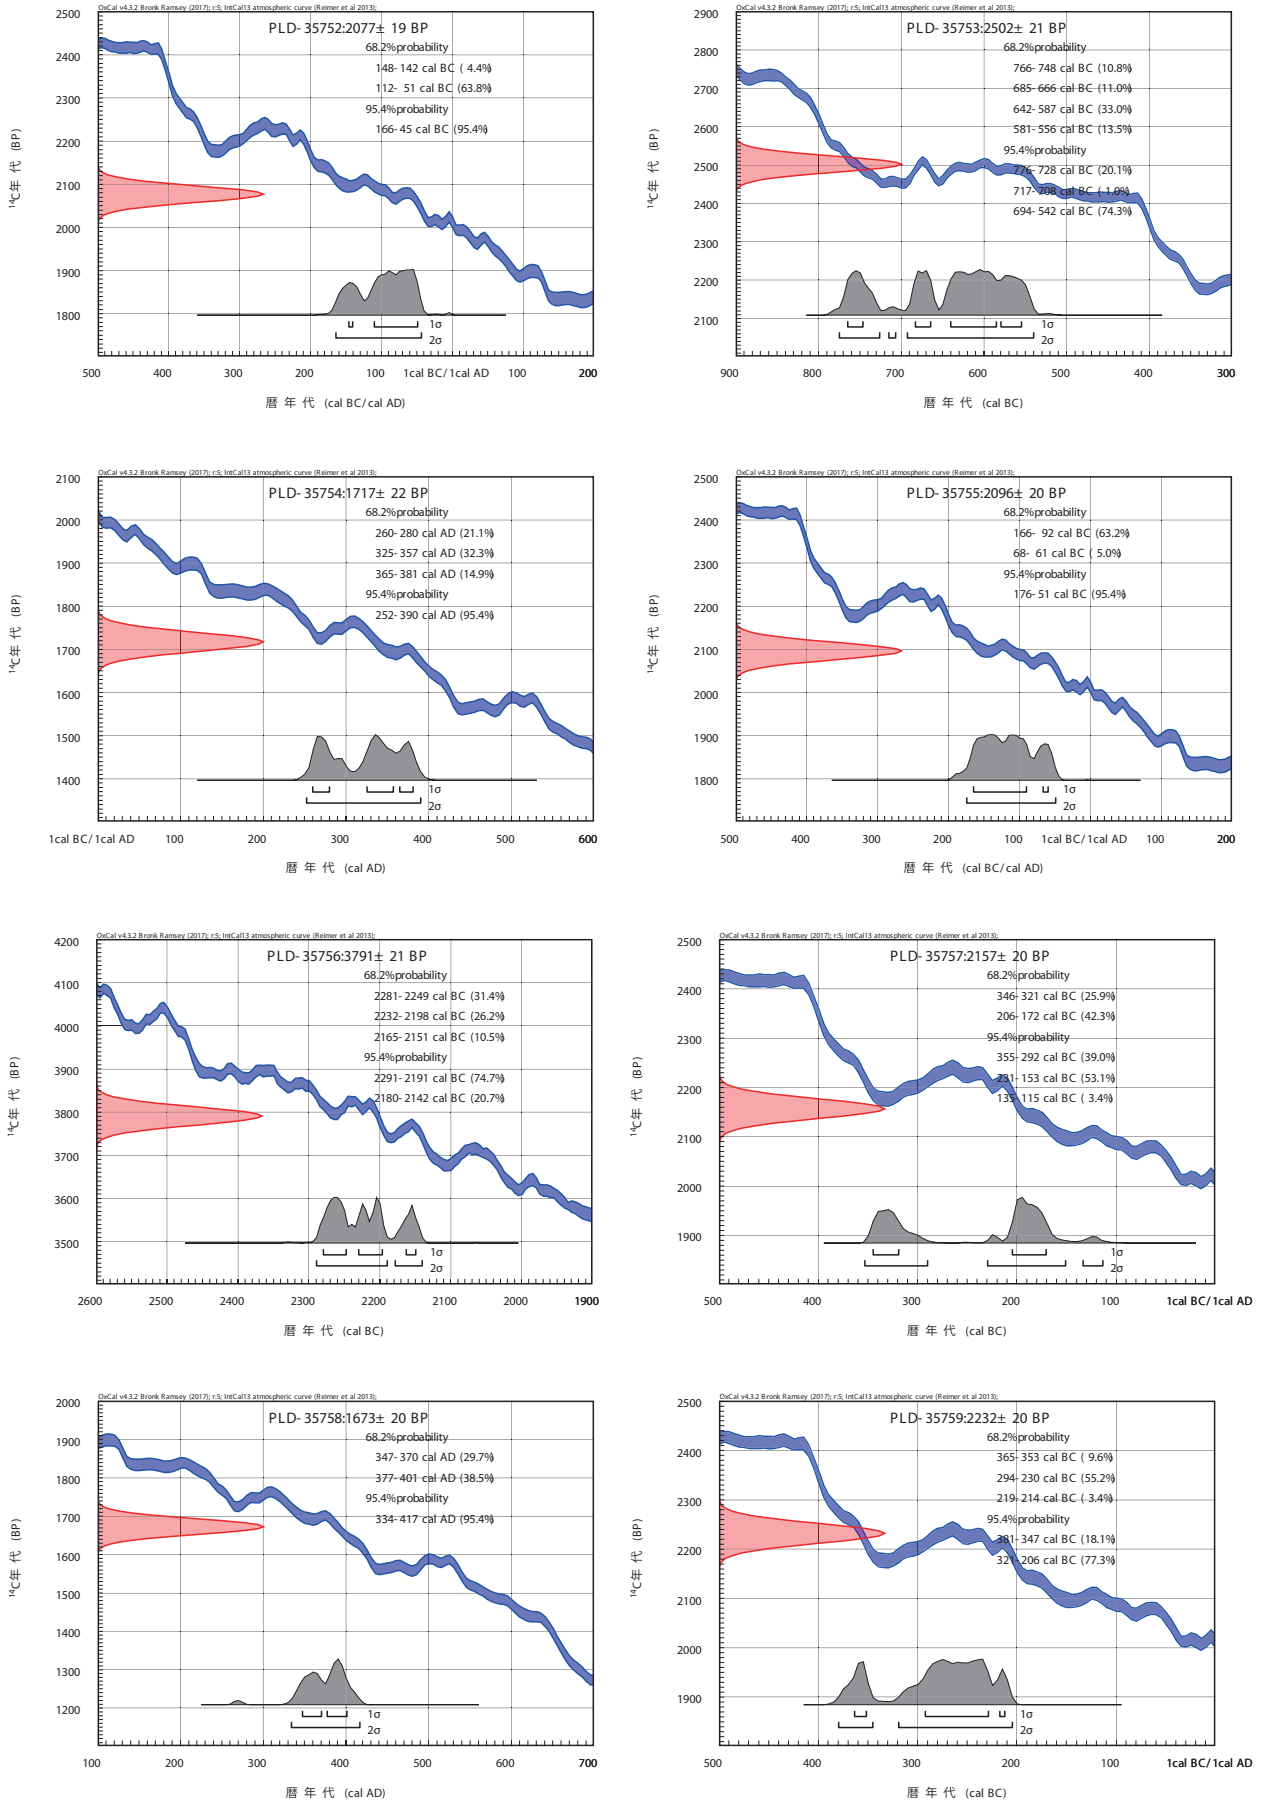 OxCal v4.3.2 Bronk Ramsey (2017); r:5; IntCal13 atmospheric curve (Reimer et al 2013);
PLD-35752:2077± 19 BP
68.2%probability
148-142 cal BC ( 4.4%)
112- 51 cal BC (63.8%)
95.4%probability
166-45 cal BC (95.4%)
2500
2400
2300
2200
2100
2000
1900
1800
14C年代 (BP)
1σ
2σ
500 400 300 200 100 1cal BC/1cal AD 100 200
暦年代 (cal BC/cal AD)
OxCal v4.3.2 Bronk Ramsey (2017); r:5; IntCal13 atmospheric curve (Reimer et al 2013);
PLD-35753:2502± 21 BP
68.2%probability
766-748 cal BC (10.8%)
685-666 cal BC (11.0%)
642-587 cal BC (33.0%)
581-556 cal BC (13.5%)
95.4%probability
776-728 cal BC (20.1%)
717-708 cal BC ( 1.0%)
694-542 cal BC (74.3%)
2900
2800
2700
2600
2500
2400
2300
2200
2100
14C年代 (BP)
1σ
2σ
900 800 700 600 500 400 300
暦年代 (cal BC)
OxCal v4.3.2 Bronk Ramsey (2017); r:5; IntCal13 atmospheric curve (Reimer et al 2013);
PLD-35754:1717± 22 BP
68.2%probability
260-280 cal AD (21.1%)
325-357 cal AD (32.3%)
365-381 cal AD (14.9%)
95.4%probability
252-390 cal AD (95.4%)
2100
2000
1900
1800
1700
1600
1500
1400
14C年代 (BP)
1σ
2σ
1cal BC/1cal AD 100 200 300 400 500 600
暦年代 (cal AD)
OxCal v4.3.2 Bronk Ramsey (2017); r:5; IntCal13 atmospheric curve (Reimer et al 2013);
PLD-35755:2096± 20 BP
68.2%probability
166- 92 cal BC (63.2%)
68- 61 cal BC ( 5.0%)
95.4%probability
176-51 cal BC (95.4%)
2500
2400
2300
2200
2100
2000
1900
1800
14C年代 (BP)
1σ
2σ
500 400 300 200 100 1cal BC/1cal AD 100 200
暦年代 (cal BC/cal AD)
OxCal v4.3.2 Bronk Ramsey (2017); r:5; IntCal13 atmospheric curve (Reimer et al 2013);
PLD-35756:3791± 21 BP
68.2%probability
2281-2249 cal BC (31.4%)
2232-2198 cal BC (26.2%)
2165-2151 cal BC (10.5%)
95.4%probability
2291-2191 cal BC (74.7%)
2180-2142 cal BC (20.7%)
4200
4100
4000
3900
3800
3700
3600
3500
14C年代 (BP)
1σ
2σ
2600 2500 2400 2300 2200 2100 2000 1900
暦年代 (cal BC)
OxCal v4.3.2 Bronk Ramsey (2017); r:5; IntCal13 atmospheric curve (Reimer et al 2013);
PLD-35757:2157± 20 BP
68.2%probability
346-321 cal BC (25.9%)
206-172 cal BC (42.3%)
95.4%probability
355-292 cal BC (39.0%)
231-153 cal BC (53.1%)
135-115 cal BC ( 3.4%)
2500
2400
2300
2200
2100
2000
1900
14C年代 (BP)
1σ
2σ
500 400 300 200 100 1cal BC/1cal AD
暦年代 (cal BC)
OxCal v4.3.2 Bronk Ramsey (2017); r:5; IntCal13 atmospheric curve (Reimer et al 2013);
PLD-35758:1673± 20 BP
68.2%probability
347-370 cal AD (29.7%)
377-401 cal AD (38.5%)
95.4%probability
334-417 cal AD (95.4%)
2000
1900
1800
1700
1600
1500
1400
1300
1200
14C年代 (BP)
1σ
2σ
100 200 300 400 500 600 700
暦年代 (cal AD)
OxCal v4.3.2 Bronk Ramsey (2017); r:5; IntCal13 atmospheric curve (Reimer et al 2013);
PLD-35759:2232± 20 BP
68.2%probability
365-353 cal BC ( 9.6%)
294-230 cal BC (55.2%)
219-214 cal BC ( 3.4%)
95.4%probability
381-347 cal BC (18.1%)
321-206 cal BC (77.3%)
2500
2400
2300
2200
2100
2000
1900
14C年代 (BP)
1σ
2σ
500 400 300 200 100 1cal BC/1cal AD
暦年代 (cal BC)